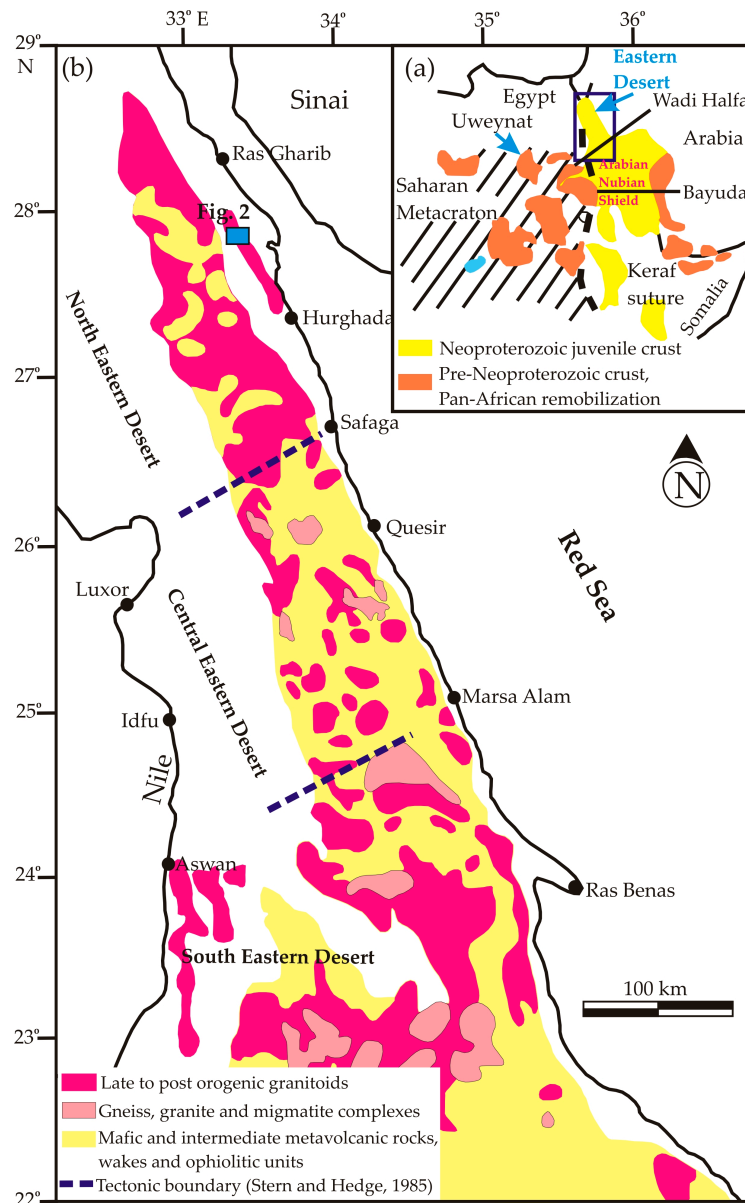 33° E
34°
35°
36°
29°
N
(b)
Sinai
Ras Gharib
28°
Fig. 2
Hurghada
North Eastern Desert
27°
Safaga
26°
Quesir
Luxor
Red Sea
Central Eastern Desert
25°
Marsa Alam
Idfu
Nile
24°
Aswan
Ras Benas
South Eastern Desert
23°
22°
N
100 km
(a)
Eastern
Desert
Egypt
Wadi Halfa
Uweynat
Arabia
Arabian
Nubian
Shield
Saharan
Metacraton
Bayuda
Keraf
suture
Somalia
Neoproterozoic juvenile crust
Pre-Neoproterozoic crust,
Pan-African remobilization
Late to post orogenic granitoids
Gneiss, granite and migmatite complexes
Mafic and intermediate metavolcanic rocks,
wakes and ophiolitic units
Tectonic boundary (Stern and Hedge, 1985)